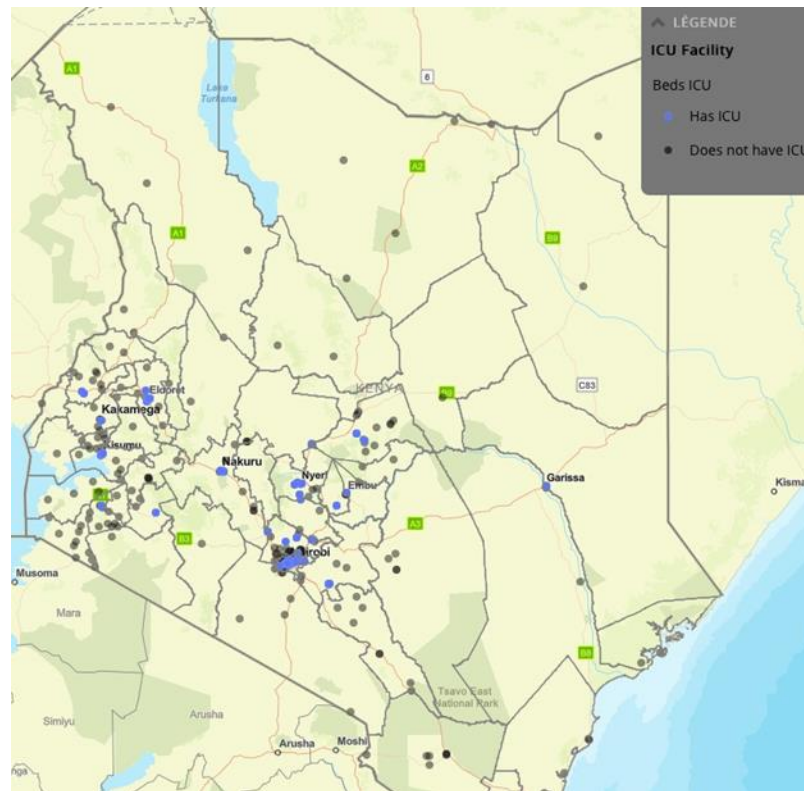 LÉGENDE
ICU Facility
Beds ICU
Has ICU
Does not have ICU
A1
Lake
Turkana
6
A2
A1
B9
KENYA
C83
Eldoret
Kakamega
Kisumu
Nakuru
Nyeri
Embu
Garissa
Kisma
A3
B3
irobi
Musoma
Mara
B8
Tsavo East
National Park
Simiyu
Arusha
Arusha
Moshi
nga